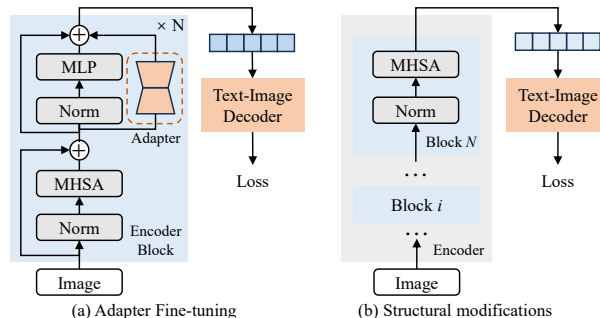 × N
MLP
Norm
Adapter
MHSA
Norm
Encoder
Block
Image
Text-Image
Decoder
Loss
(a) Adapter Fine-tuning
MHSA
Norm
Block N
...
Block i
...
Encoder
Image
Text-Image
Decoder
Loss
(b) Structural modifications